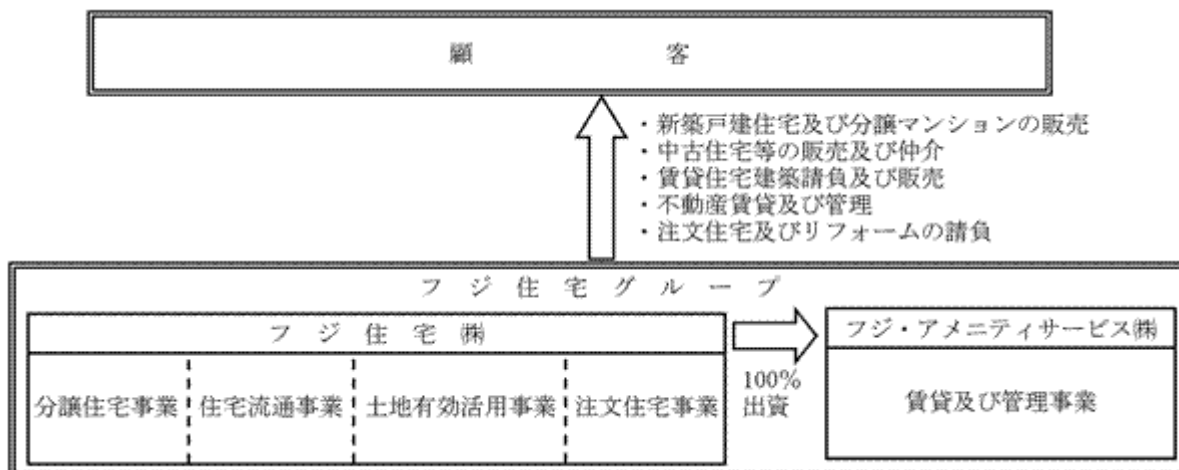 顧客
・新築戸建住宅及び分譲マンションの販売
・中古住宅等の販売及び仲介
・賃貸住宅建築請負及び販売
・不動産賃貸及び管理
・注文住宅及びリフォームの請負
フジ住宅グループ
フジ住宅㈱
フジ・アメニティサービス㈱
100%
出資
分譲住宅事業
住宅流通事業
土地有効活用事業
注文住宅事業
賃貸及び管理事業